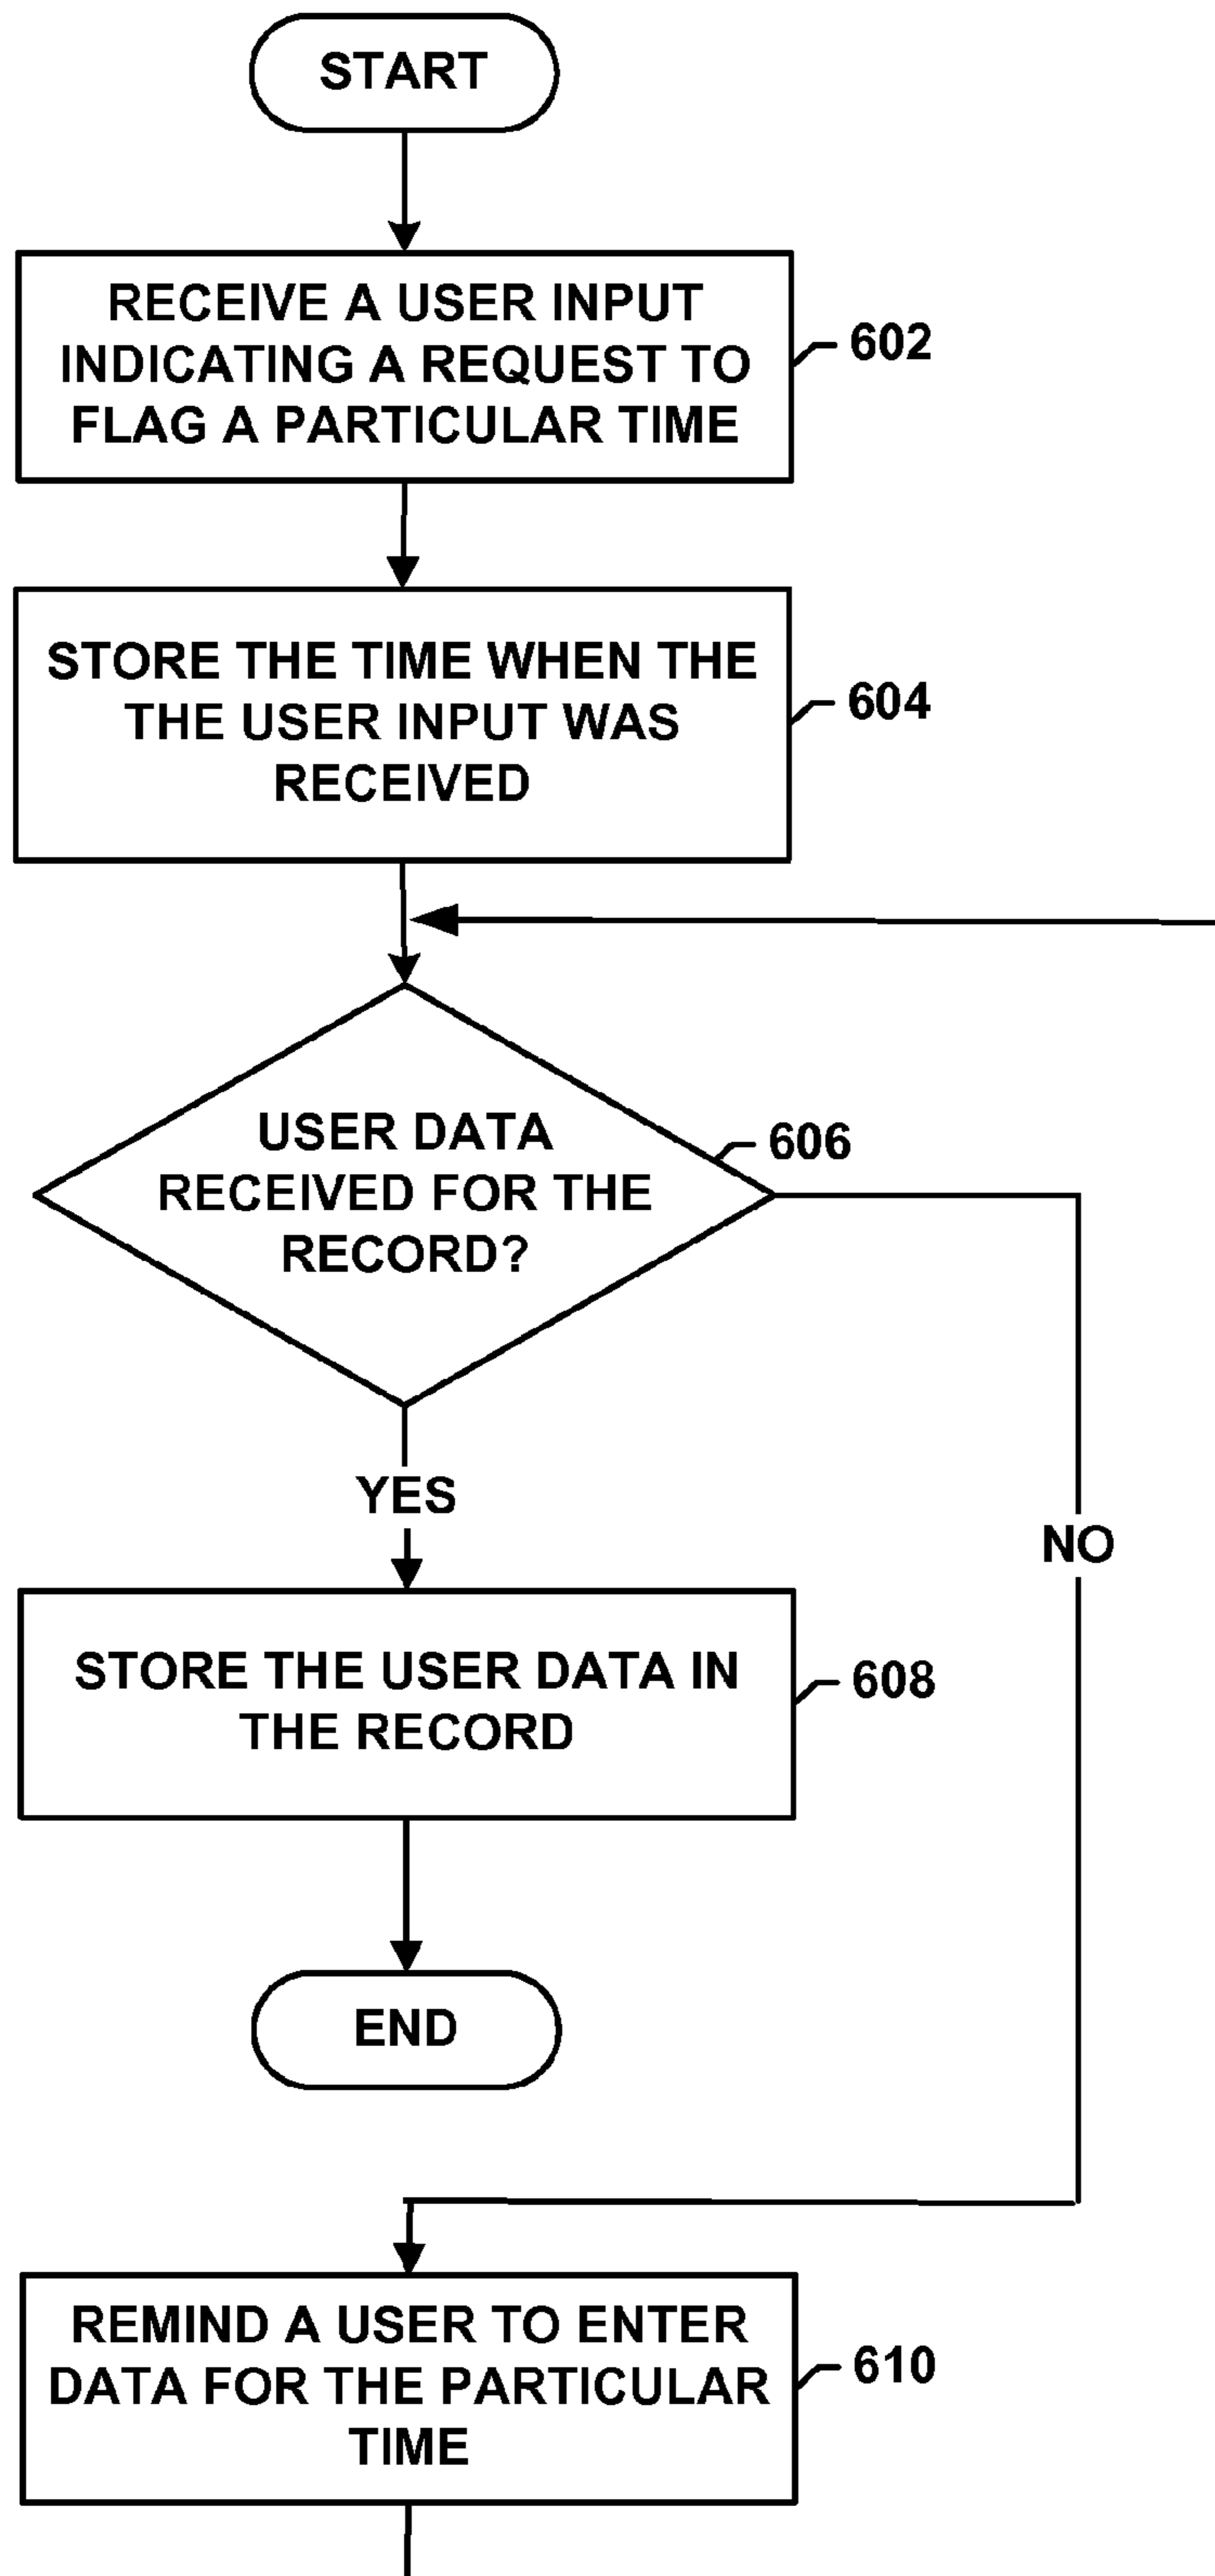 START
RECEIVE A USER INPUT
INDICATING A REQUEST TO
FLAG A PARTICULAR TIME
602
STORE THE TIME WHEN THE
THE USER INPUT WAS
RECEIVED
604
USER DATA
RECEIVED FOR THE
RECORD?
606
YES
NO
STORE THE USER DATA IN
THE RECORD
608
END
REMIND A USER TO ENTER
DATA FOR THE PARTICULAR
TIME
610